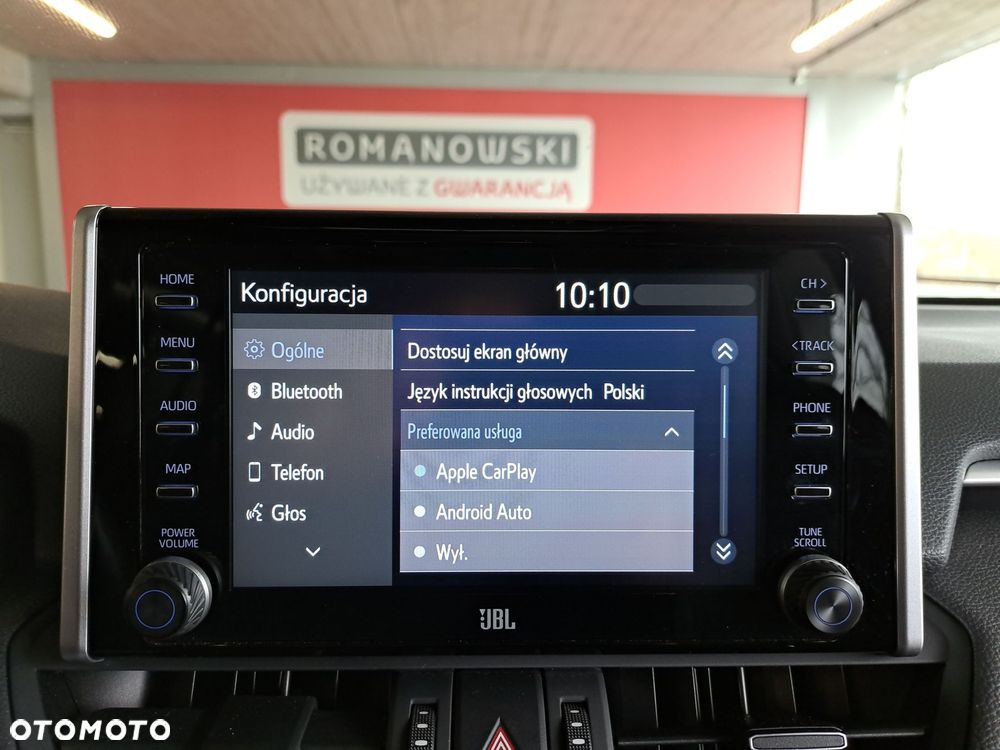 ROMANOWSKI
UŻYWANE Z GWARANCJĄ
HOME
MENU
AUDIO
MAP
POWER
VOLUME
Konfiguracja 10:10
Ogólne
Bluetooth
Audio
Telefon
Głos
Dostosuj ekran główny
Język instrukcji głosowych Polski
Preferowana usługa
Apple CarPlay
Android Auto
Wył.
CH >
< TRACK
PHONE
SETUP
TUNE
SCROLL
JBL
OTOMOTO